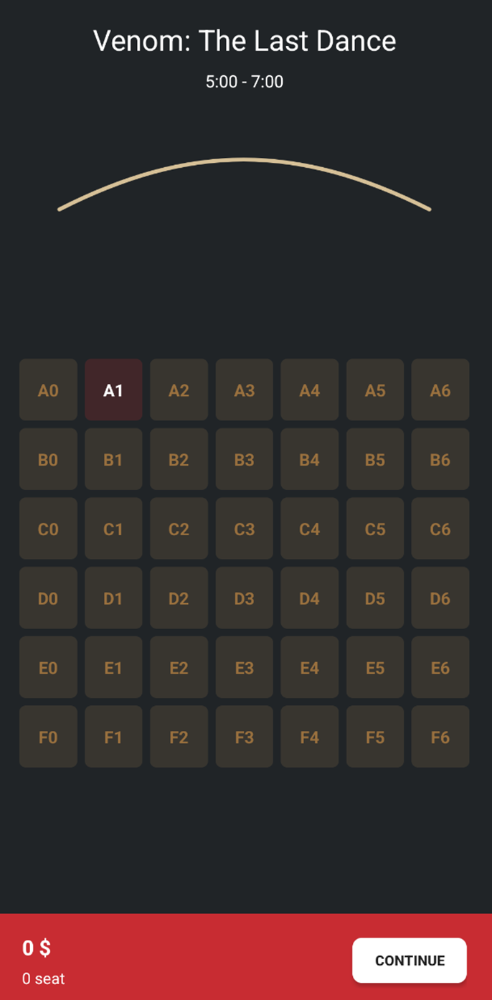 Venom: The Last Dance
5:00 - 7:00
A0 A1 A2 A3 A4 A5 A6
B0 B1 B2 B3 B4 B5 B6
C0 C1 C2 C3 C4 C5 C6
D0 D1 D2 D3 D4 D5 D6
E0 E1 E2 E3 E4 E5 E6
F0 F1 F2 F3 F4 F5 F6
0 $
0 seat
CONTINUE